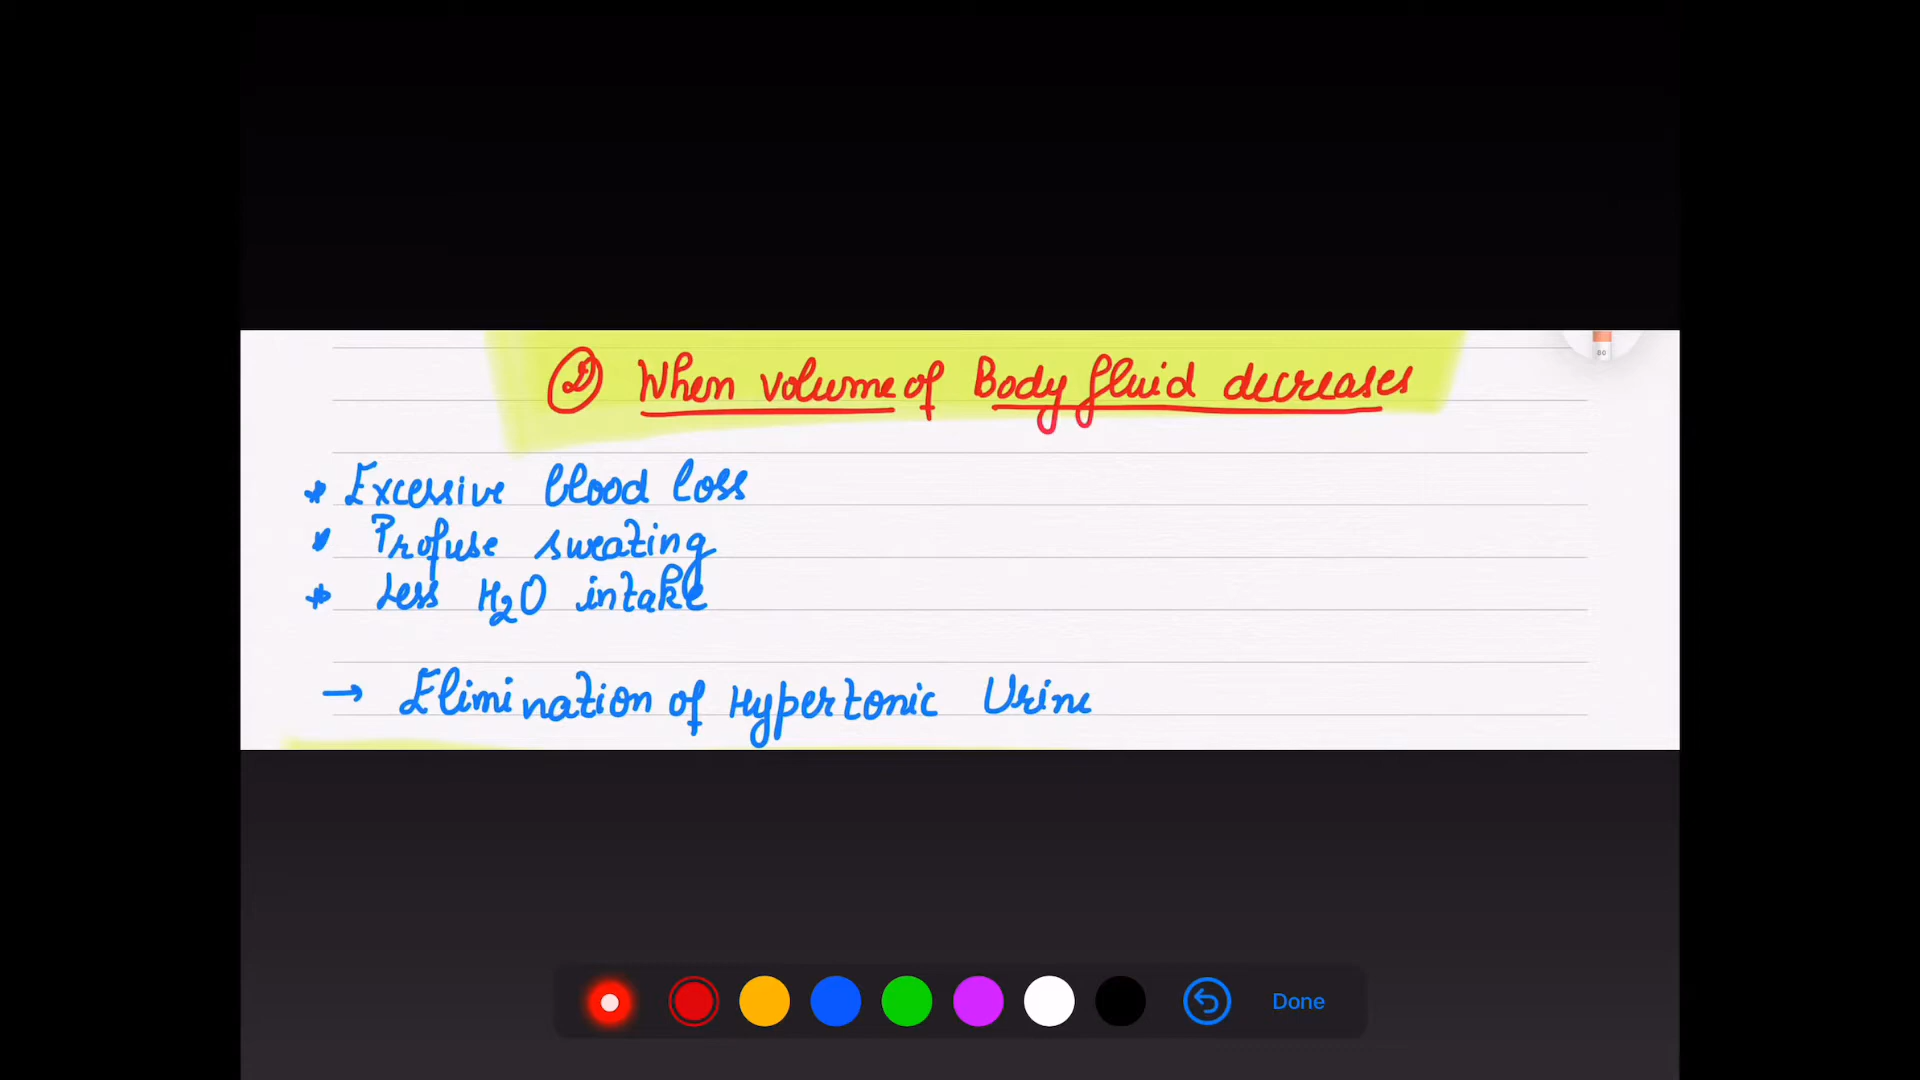 ② When volume of Body fluid decreases
* Excessive blood loss
* Profuse sweating
* Less H₂O intake
→ Elimination of Hypertonic Urine
Done